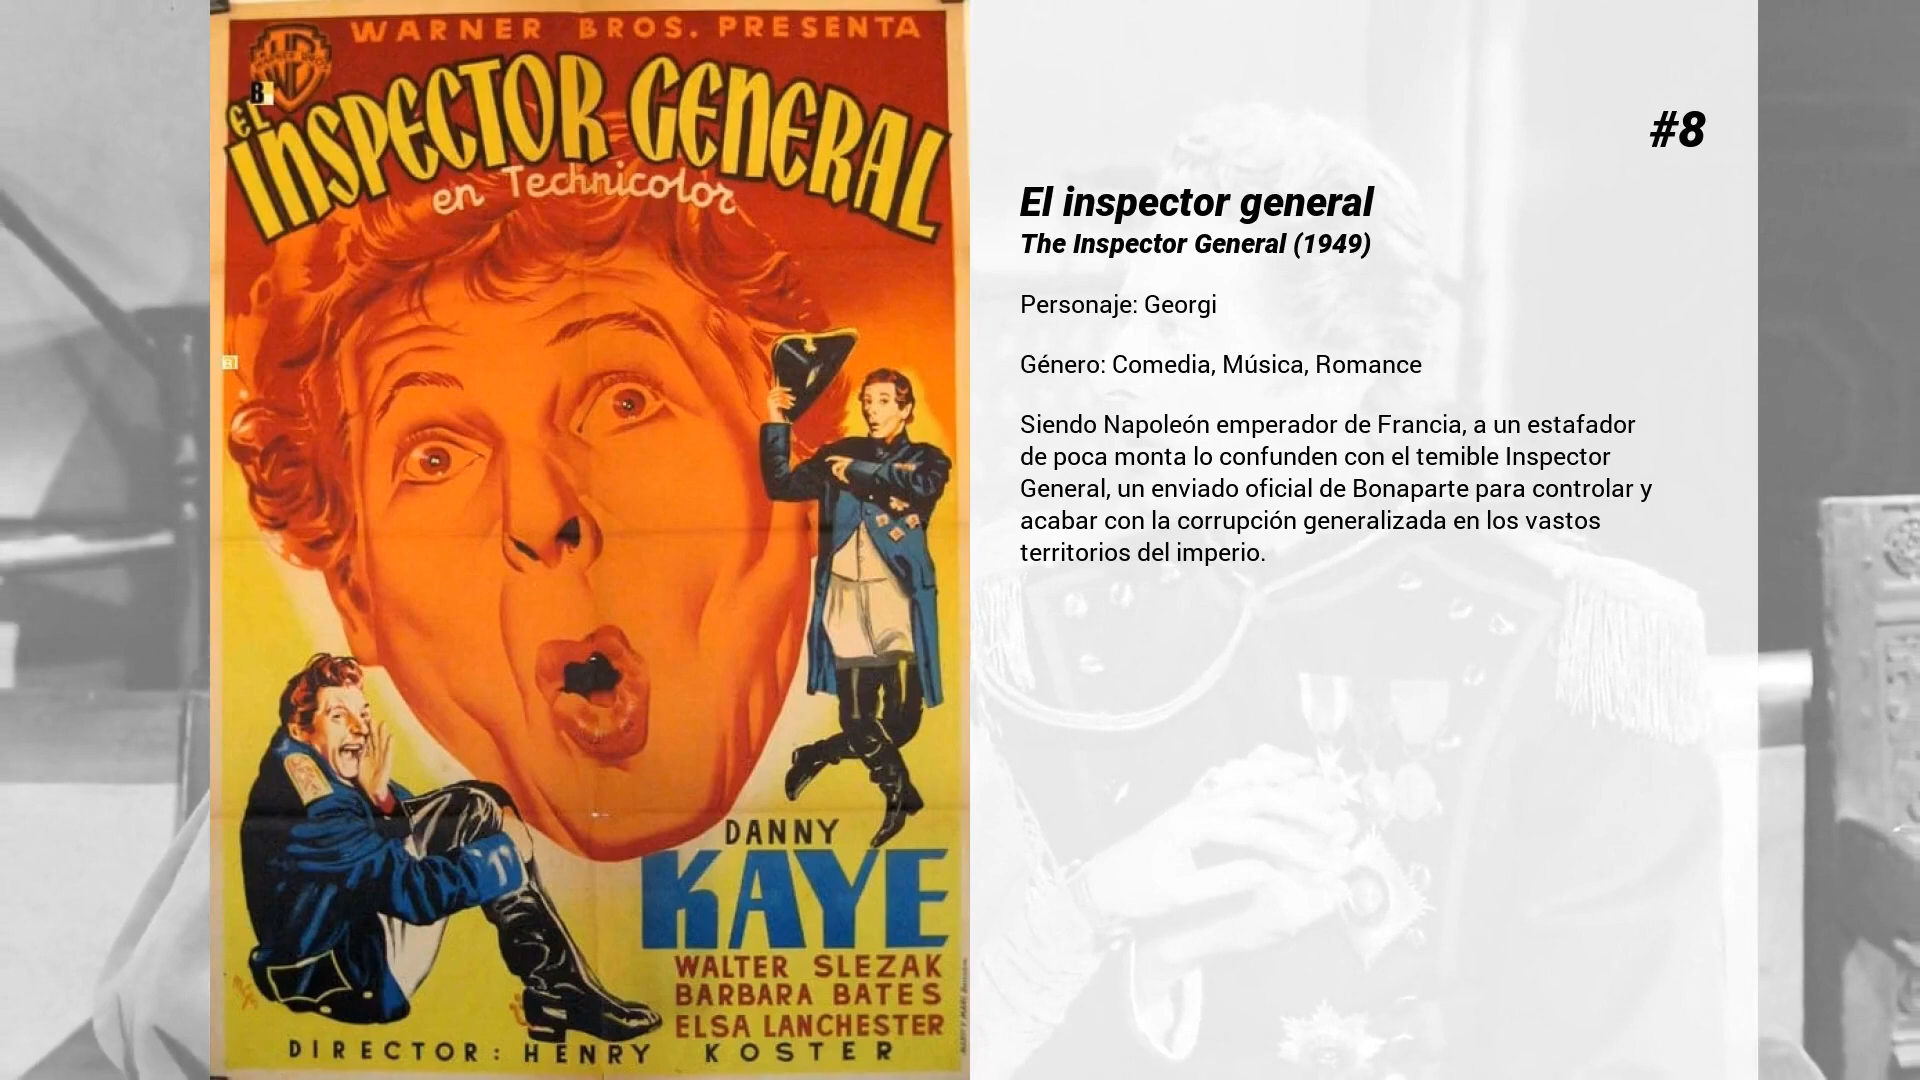 WARNER BROS. PRESENTA
EL
INSPECTOR GENERAL
en Technicolor
DANNY
KAYE
WALTER SLEZAK
BARBARA BATES
ELSA LANCHESTER
DIRECTOR: HENRY KOSTER
#8
El inspector general
The Inspector General (1949)
Personaje: Georgi
Género: Comedia, Música, Romance
Siendo Napoleón emperador de Francia, a un estafador
de poca monta lo confunden con el temible Inspector
General, un enviado oficial de Bonaparte para controlar y
acabar con la corrupción generalizada en los vastos
territorios del imperio.